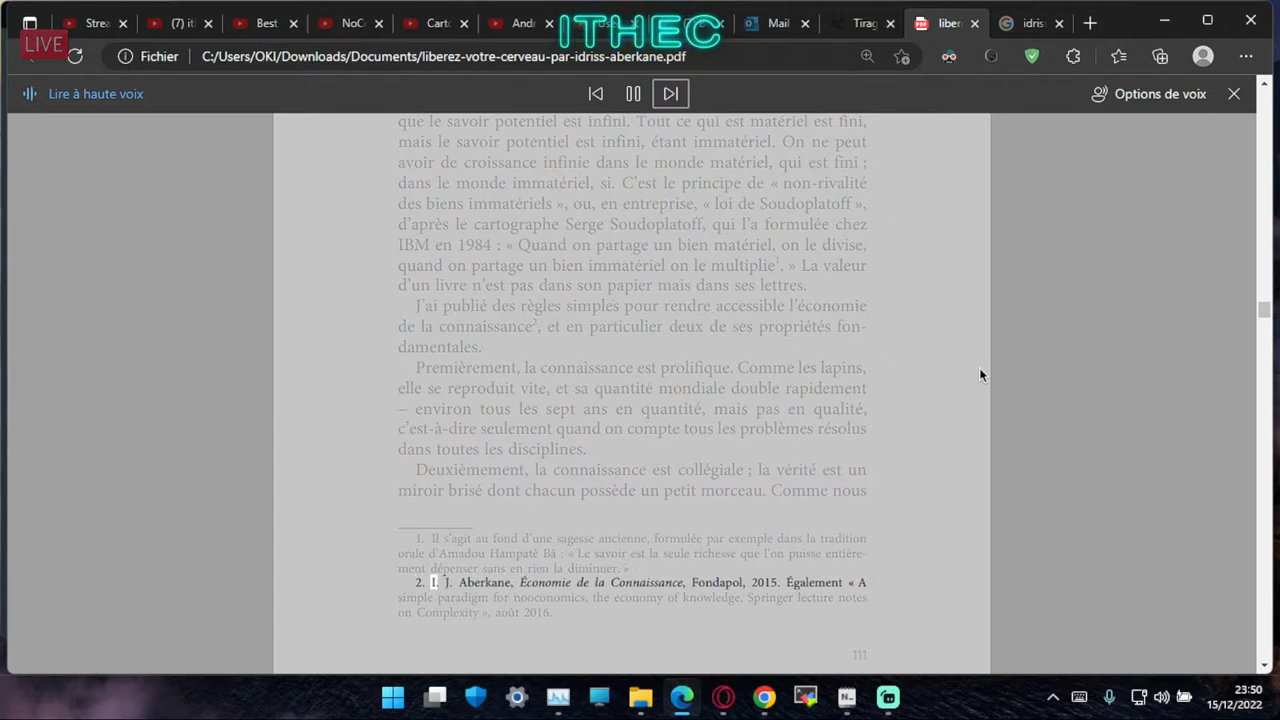 ITHEC
LIVE
Strea
(7) it
Best
NoCo
Carto
Andr
Mail
Tirag
liber
idris
Fichier
C:/Users/OKI/Downloads/Documents/liberez-votre-cerveau-par-idriss-aberkane.pdf
Lire à haute voix
Options de voix
que le savoir potentiel est infini. Tout ce qui est matériel est fini,
mais le savoir potentiel est infini, étant immatériel. On ne peut
avoir de croissance infinie dans le monde matériel, qui est fini ;
dans le monde immatériel, si. C'est le principe de « non-rivalité
des biens immatériels », ou, en entreprise, « loi de Soudoplatoff »,
d'après le cartographe Serge Soudoplatoff, qui l'a formulée chez
IBM en 1984 : « Quand on partage un bien matériel, on le divise,
quand on partage un bien immatériel on le multiplie¹. » La valeur
d'un livre n'est pas dans son papier mais dans ses lettres.
J'ai publié des règles simples pour rendre accessible l'économie
de la connaissance², et en particulier deux de ses propriétés fon-
damentales.
Premièrement, la connaissance est prolifique. Comme les lapins,
elle se reproduit vite, et sa quantité mondiale double rapidement
– environ tous les sept ans en quantité, mais pas en qualité,
c'est-à-dire seulement quand on compte tous les problèmes résolus
dans toutes les disciplines.
Deuxièmement, la connaissance est collégiale ; la vérité est un
miroir brisé dont chacun possède un petit morceau. Comme nous
1. Il s'agit au fond d'une sagesse ancienne, formulée par exemple dans la tradition
orale d'Amadou Hampaté Bâ : « Le savoir est la seule richesse que l'on puisse entière-
ment dépenser sans en rien la diminuer. »
2. I. J. Aberkane, Économie de la Connaissance, Fondapol, 2015. Également « A
simple paradigm for nooconomics, the economy of knowledge, Springer lecture notes
on Complexity », août 2016.
111
23:50
15/12/2022